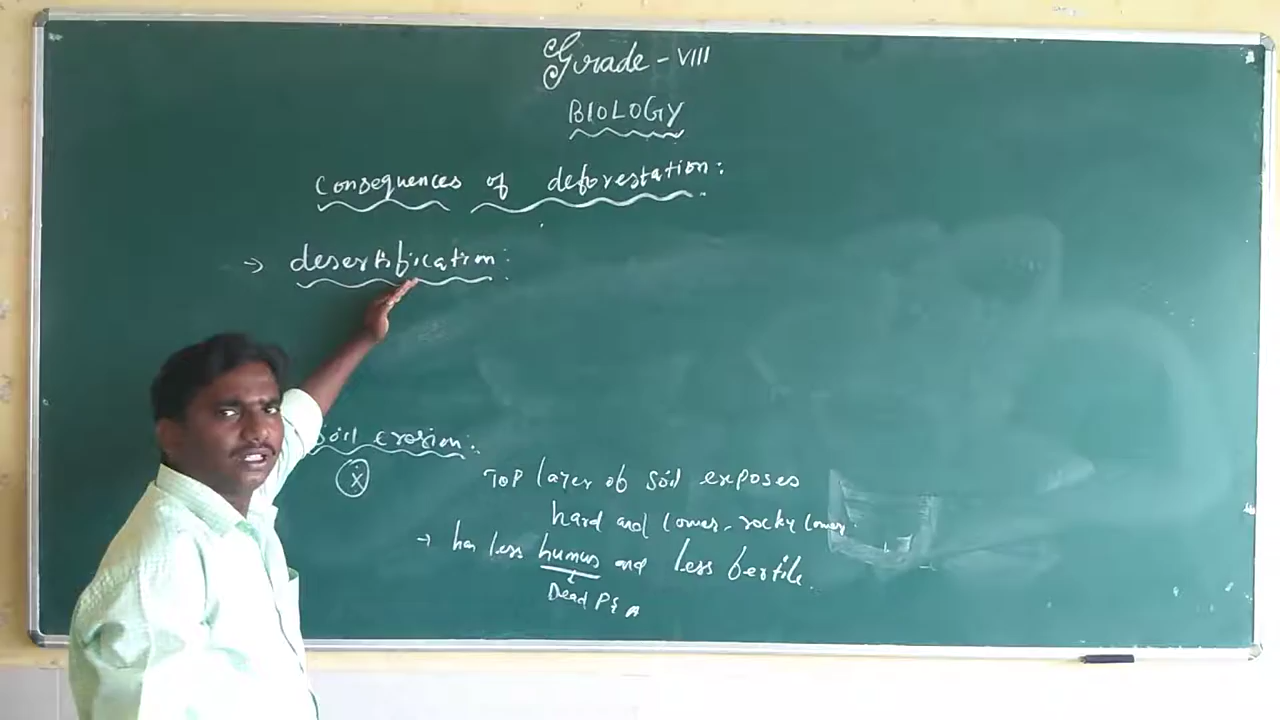 Grade - VIII
BIOLOGY
Consequences of deforestation:
→ desertification:
soil erosion:
x
Top layer of soil exposes
hard and lower, rocky lower.
→ has less humus and less fertile.
Dead P & A